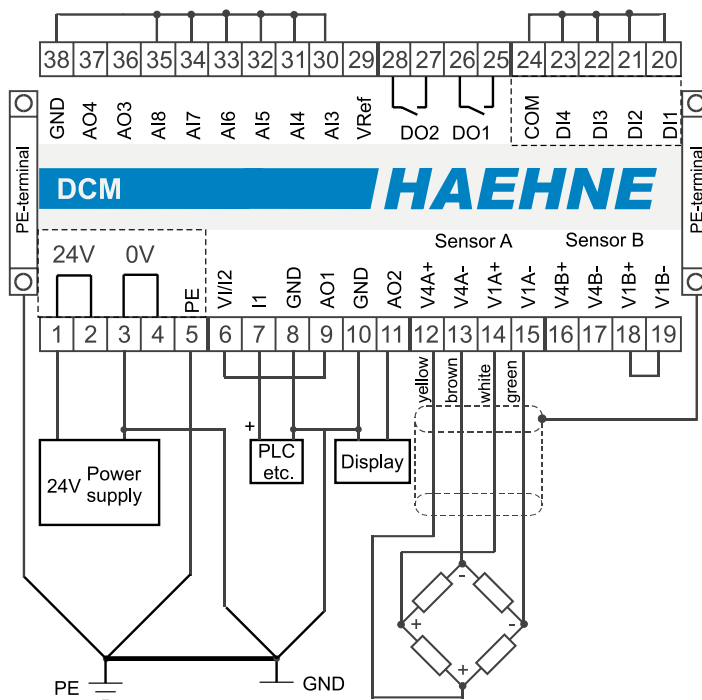 38 37 36 35 34 33 32 31 30 29 28 27 26 25 24 23 22 21 20
GND AO4 AO3 AI8 AI7 AI6 AI5 AI4 AI3 VRef DO2 DO1 COM DI4 DI3 DI2 DI1
PE-terminal
PE-terminal
DCM HAEHNE
24V 0V
Sensor A Sensor B
PE VI/I2 I1 GND AO1 GND AO2 V4A+ V4A- V1A+ V1A- V4B+ V4B- V1B+ V1B-
1 2 3 4 5 6 7 8 9 10 11 12 13 14 15 16 17 18 19
yellow brown white green
+
24V Power supply
PLC etc.
Display
-
+ -
+
PE GND